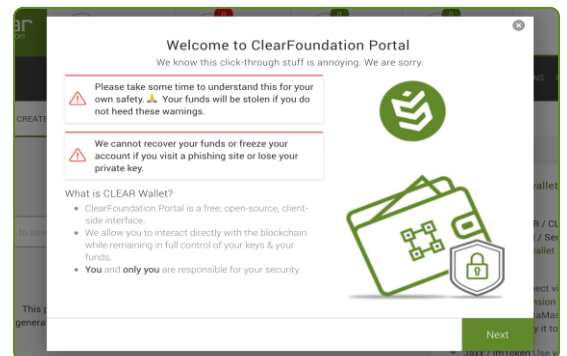 Welcome to ClearFoundation Portal
We know this click-through stuff is annoying. We are sorry.
Please take some time to understand this for your
own safety. 🙏 Your funds will be stolen if you do
not heed these warnings.
We cannot recover your funds or freeze your
account if you visit a phishing site or lose your
private key.
What is CLEAR Wallet?
ClearFoundation Portal is a free, open-source, client-
side interface.
We allow you to interact directly with the blockchain
while remaining in full control of your keys & your
funds.
You and only you are responsible for your security.
Next
CREATE
This